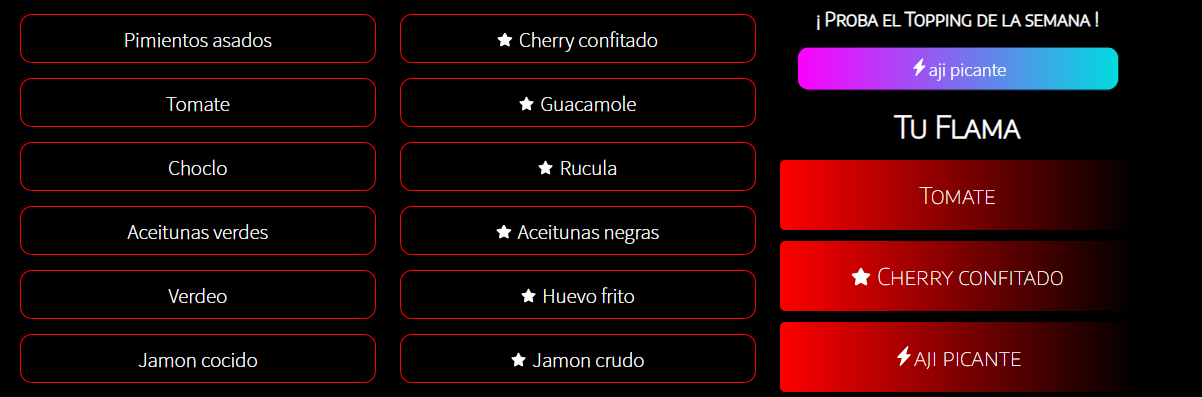 Pimientos asados
Tomate
Choclo
Aceitunas verdes
Verdeo
Jamon cocido
★ Cherry confitado
★ Guacamole
★ Rucula
★ Aceitunas negras
★ Huevo frito
★ Jamon crudo
¡ Proba el Topping de la semana !
⚡aji picante
Tu Flama
Tomate
★ Cherry confitado
⚡aji picante